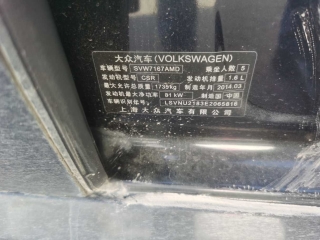 大众汽车(VOLKSWAGEN)
车辆型号 SVW7167AMD 乘坐人数 5
发动机型号 CSR 发动机排量 1.6 L
最大允许总质量 1739kg 制造年月 2014.03
发动机最大净功率 81 kW 制造国 中国
车辆识别代号 LSVNU2183E2065816
上海大众汽车有限公司